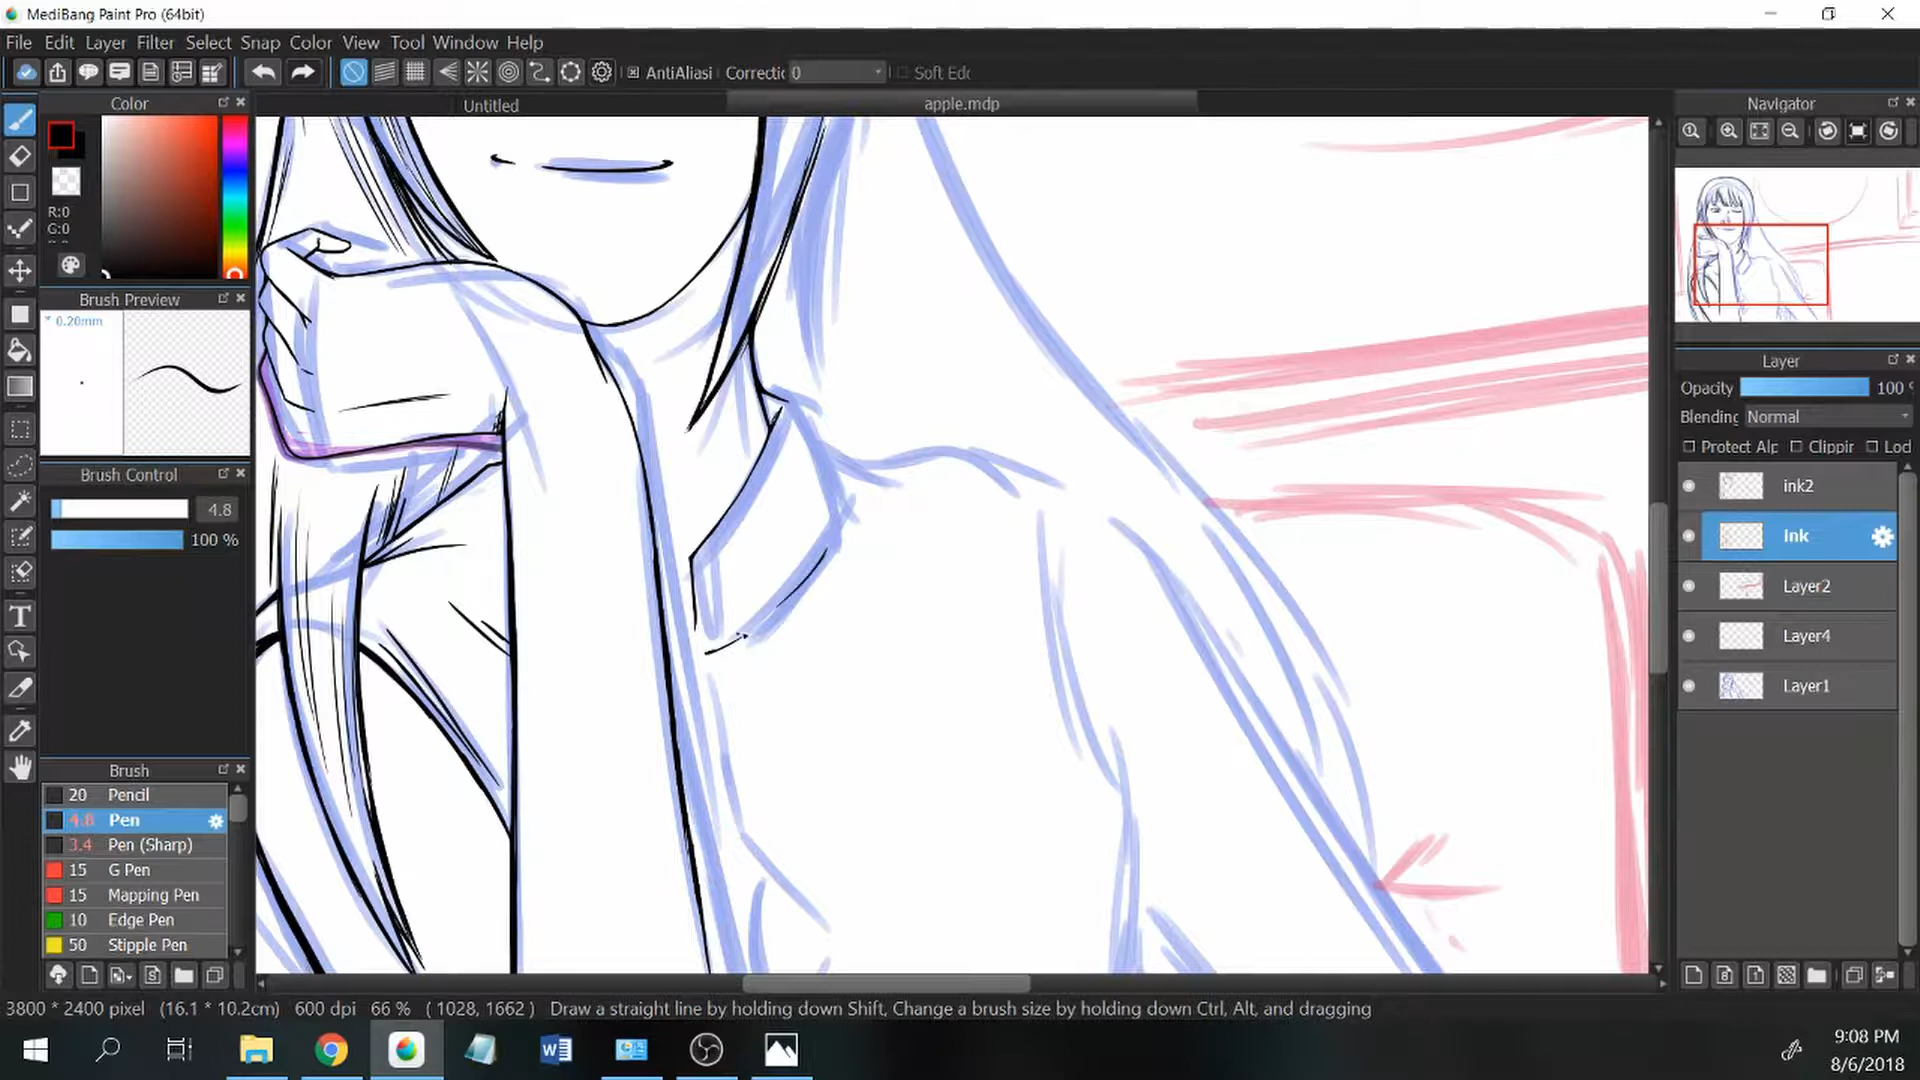 MediBang Paint Pro (64bit)
File Edit Layer Filter Select Snap Color View Tool Window Help
AntiAliasi Correctic 0 Soft Edc
Color
Untitled
apple.mdp
Navigator
R:0
G:0
Brush Preview
0.20mm
Layer
Opacity 100
Blending Normal
Protect Alp Clippir Loc
Brush Control
4.8
100 %
ink2
Ink
Layer2
Layer4
Layer1
Brush
20 Pencil
4.8 Pen
3.4 Pen (Sharp)
15 G Pen
15 Mapping Pen
10 Edge Pen
50 Stipple Pen
3800 * 2400 pixel (16.1 * 10.2cm) 600 dpi 66 % ( 1028, 1662 ) Draw a straight line by holding down Shift, Change a brush size by holding down Ctrl, Alt, and dragging
9:08 PM
8/6/2018